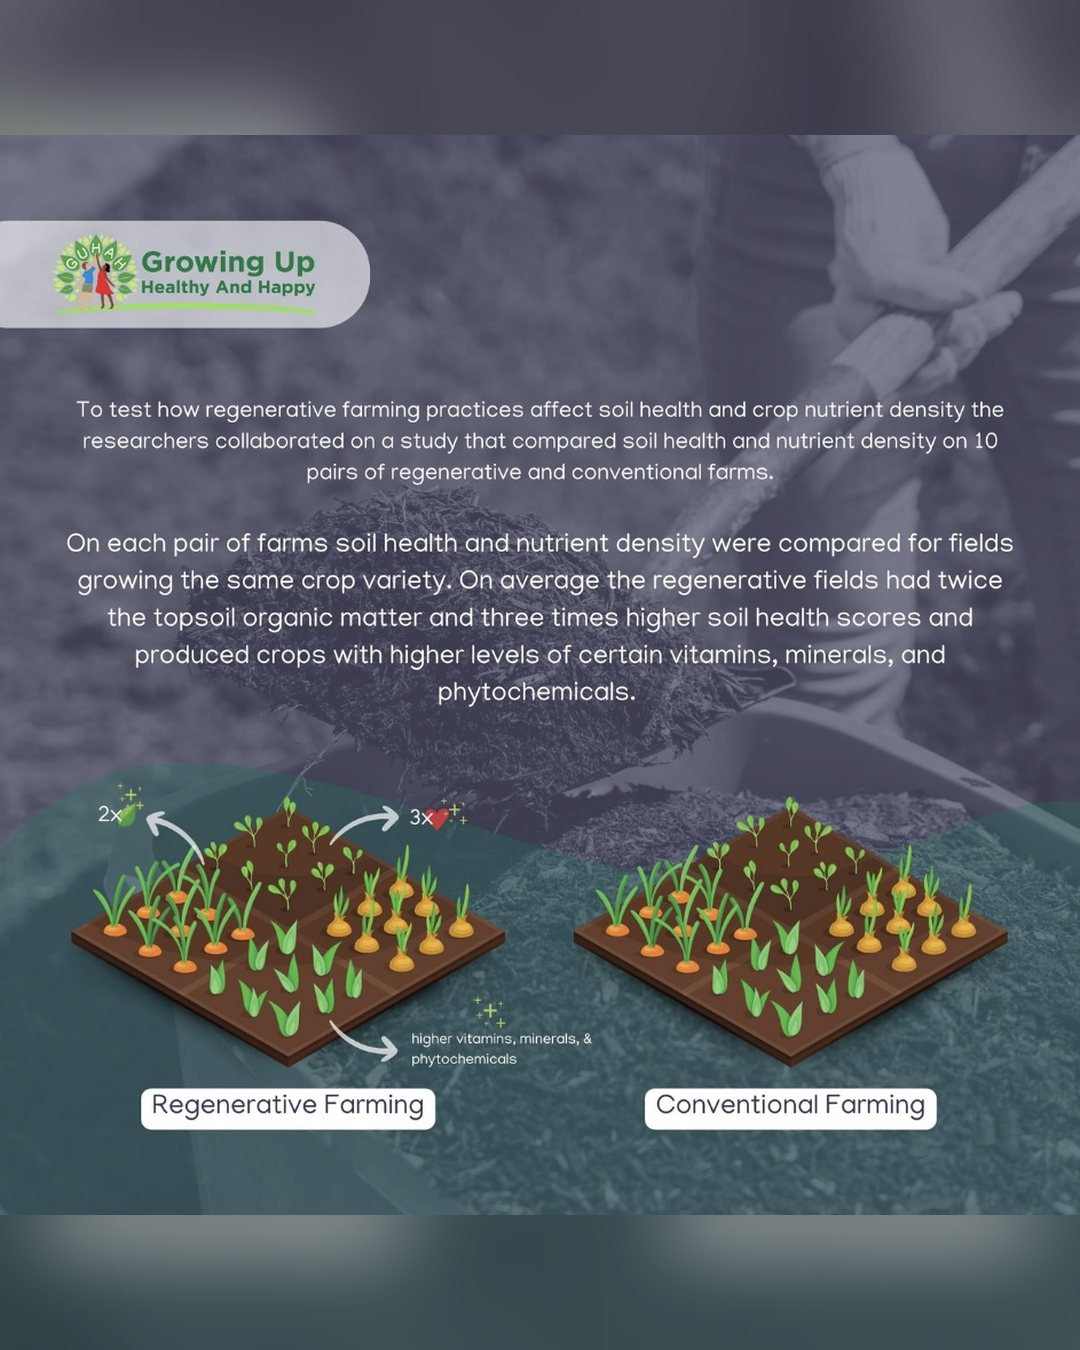 GUHAH
Growing Up
Healthy And Happy
To test how regenerative farming practices affect soil health and crop nutrient density the
researchers collaborated on a study that compared soil health and nutrient density on 10
pairs of regenerative and conventional farms.
On each pair of farms soil health and nutrient density were compared for fields
growing the same crop variety. On average the regenerative fields had twice
the topsoil organic matter and three times higher soil health scores and
produced crops with higher levels of certain vitamins, minerals, and
phytochemicals.
2x
3x
higher vitamins, minerals, &
phytochemicals
Regenerative Farming
Conventional Farming